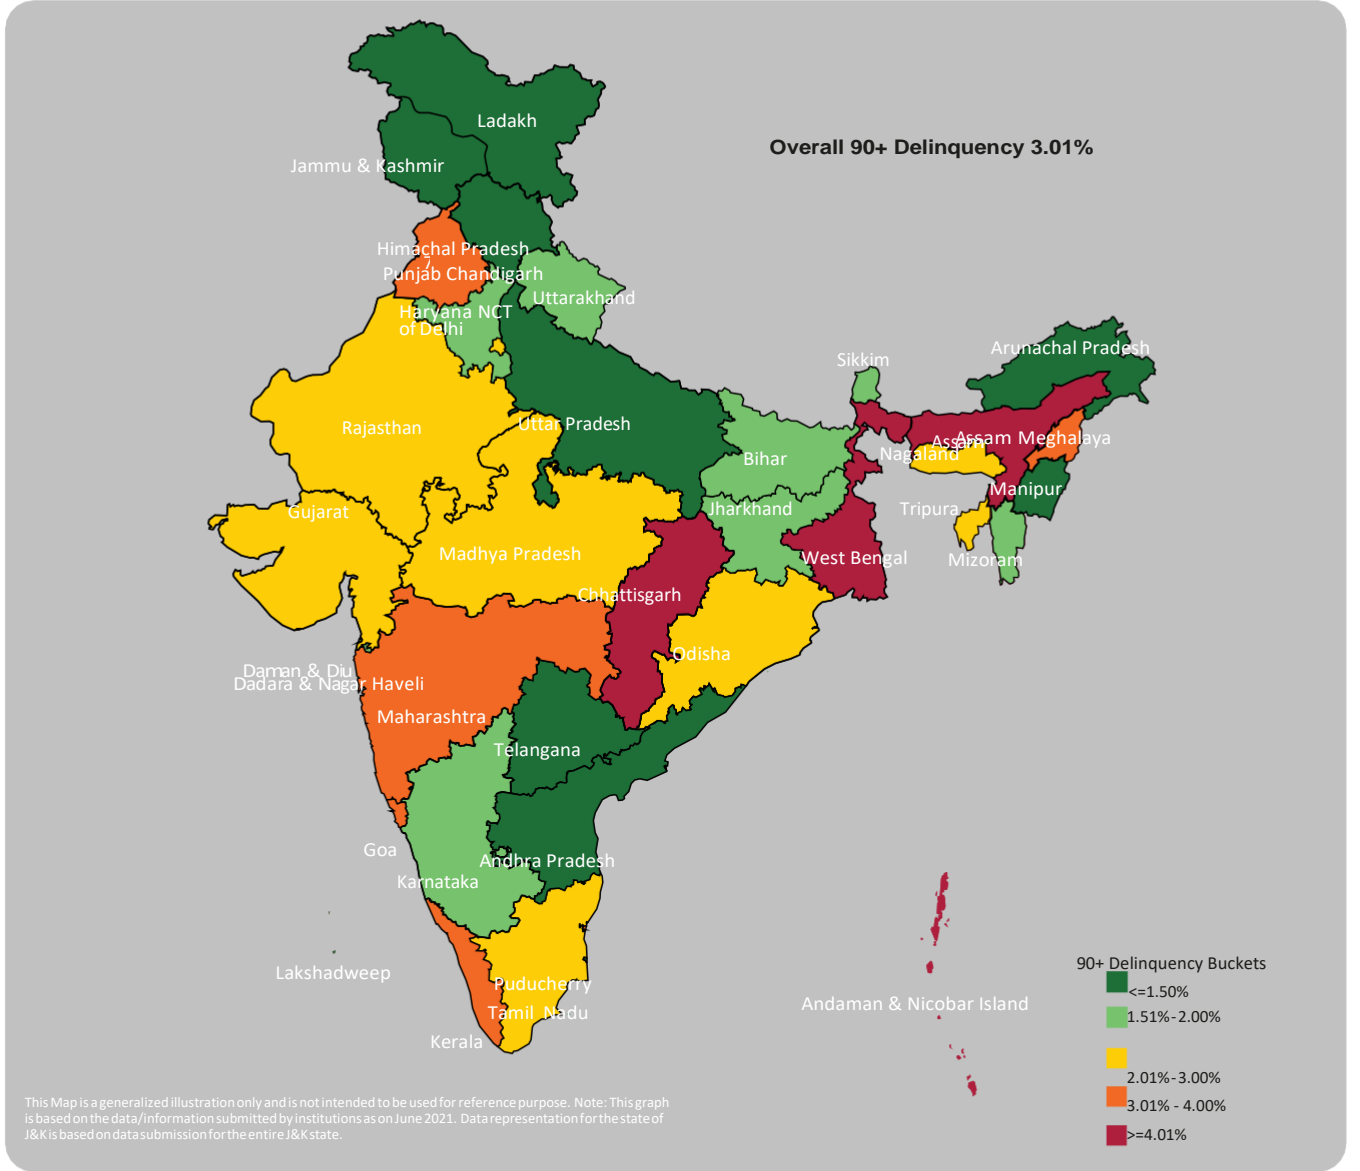 Ladakh
Overall 90+ Delinquency 3.01%
Jammu & Kashmir
Himachal Pradesh
Punjab Chandigarh
Uttarakhand
Haryana NCT
of Delhi
Sikkim
Arunachal Pradesh
Rajasthan
Uttar Pradesh
Assam
Assam Meghalaya
Nagaland
Bihar
Manipur
Gujarat
Jharkhand
Tripura
Madhya Pradesh
West Bengal
Mizoram
Chhattisgarh
Odisha
Daman & Diu
Dadara & Nagar Haveli
Maharashtra
Telangana
Goa
Andhra Pradesh
Karnataka
Lakshadweep
Puducherry
Tamil Nadu
Kerala
Andaman & Nicobar Island
90+ Delinquency Buckets
<=1.50%
1.51%-2.00%
2.01%-3.00%
3.01% - 4.00%
>=4.01%
This Map is a generalized illustration only and is not intended to be used for reference purpose. Note: This graph
is based on the data/information submitted by institutions as on June 2021. Data representation for the state of
J&K is based on data submission for the entire J&K state.